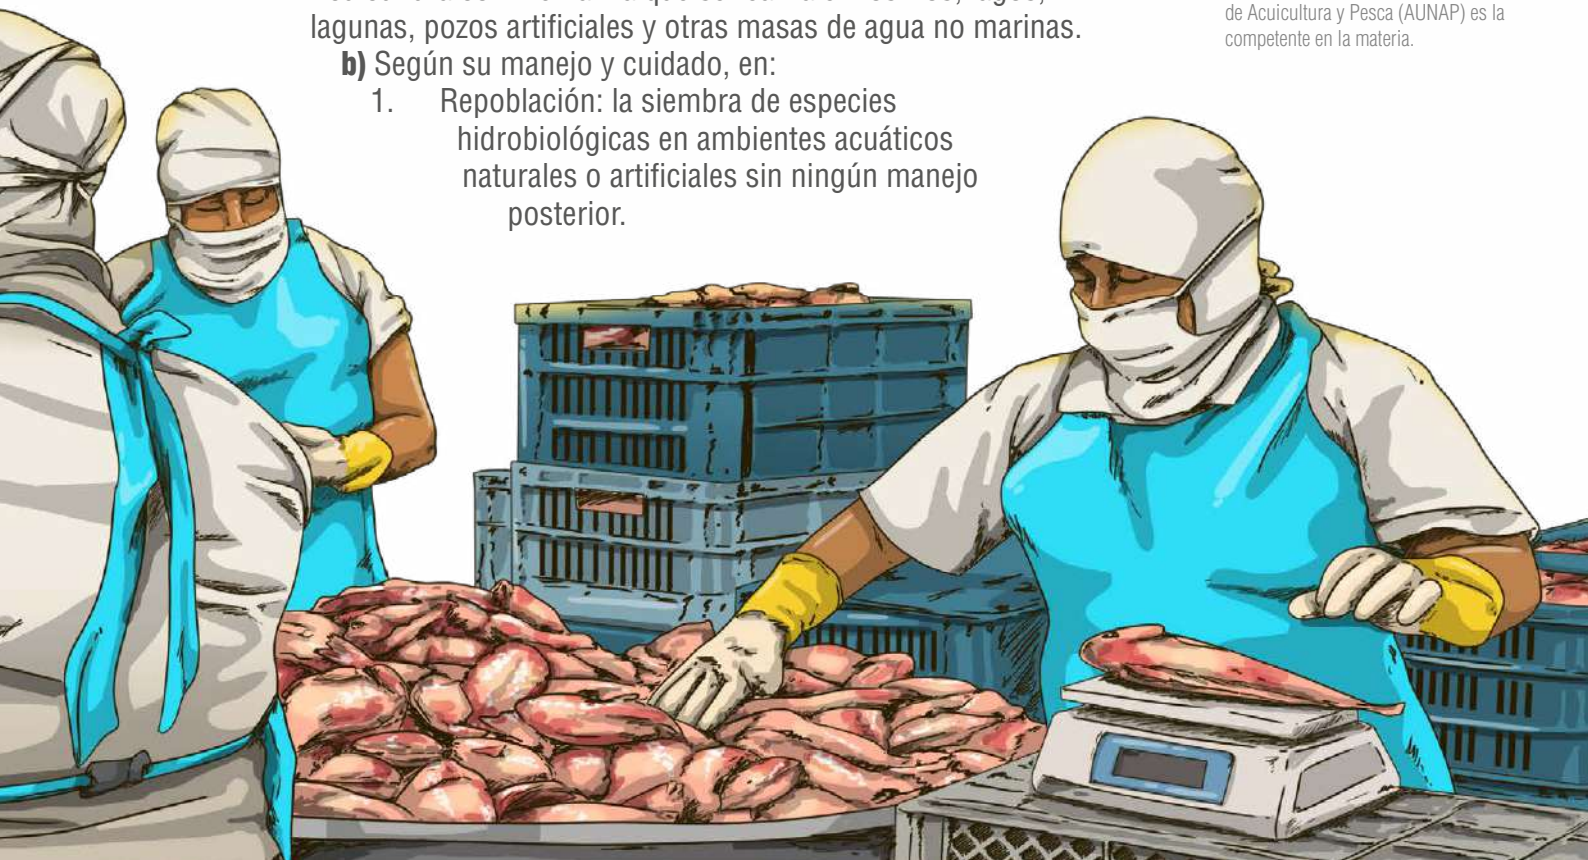 lagunas, pozos artificiales y otras masas de agua no marinas.
b) Según su manejo y cuidado, en:
1. Repoblación: la siembra de especies
hidrobiológicas en ambientes acuáticos
naturales o artificiales sin ningún manejo
posterior.
de Acuicultura y Pesca (AUNAP) es la
competente en la materia.